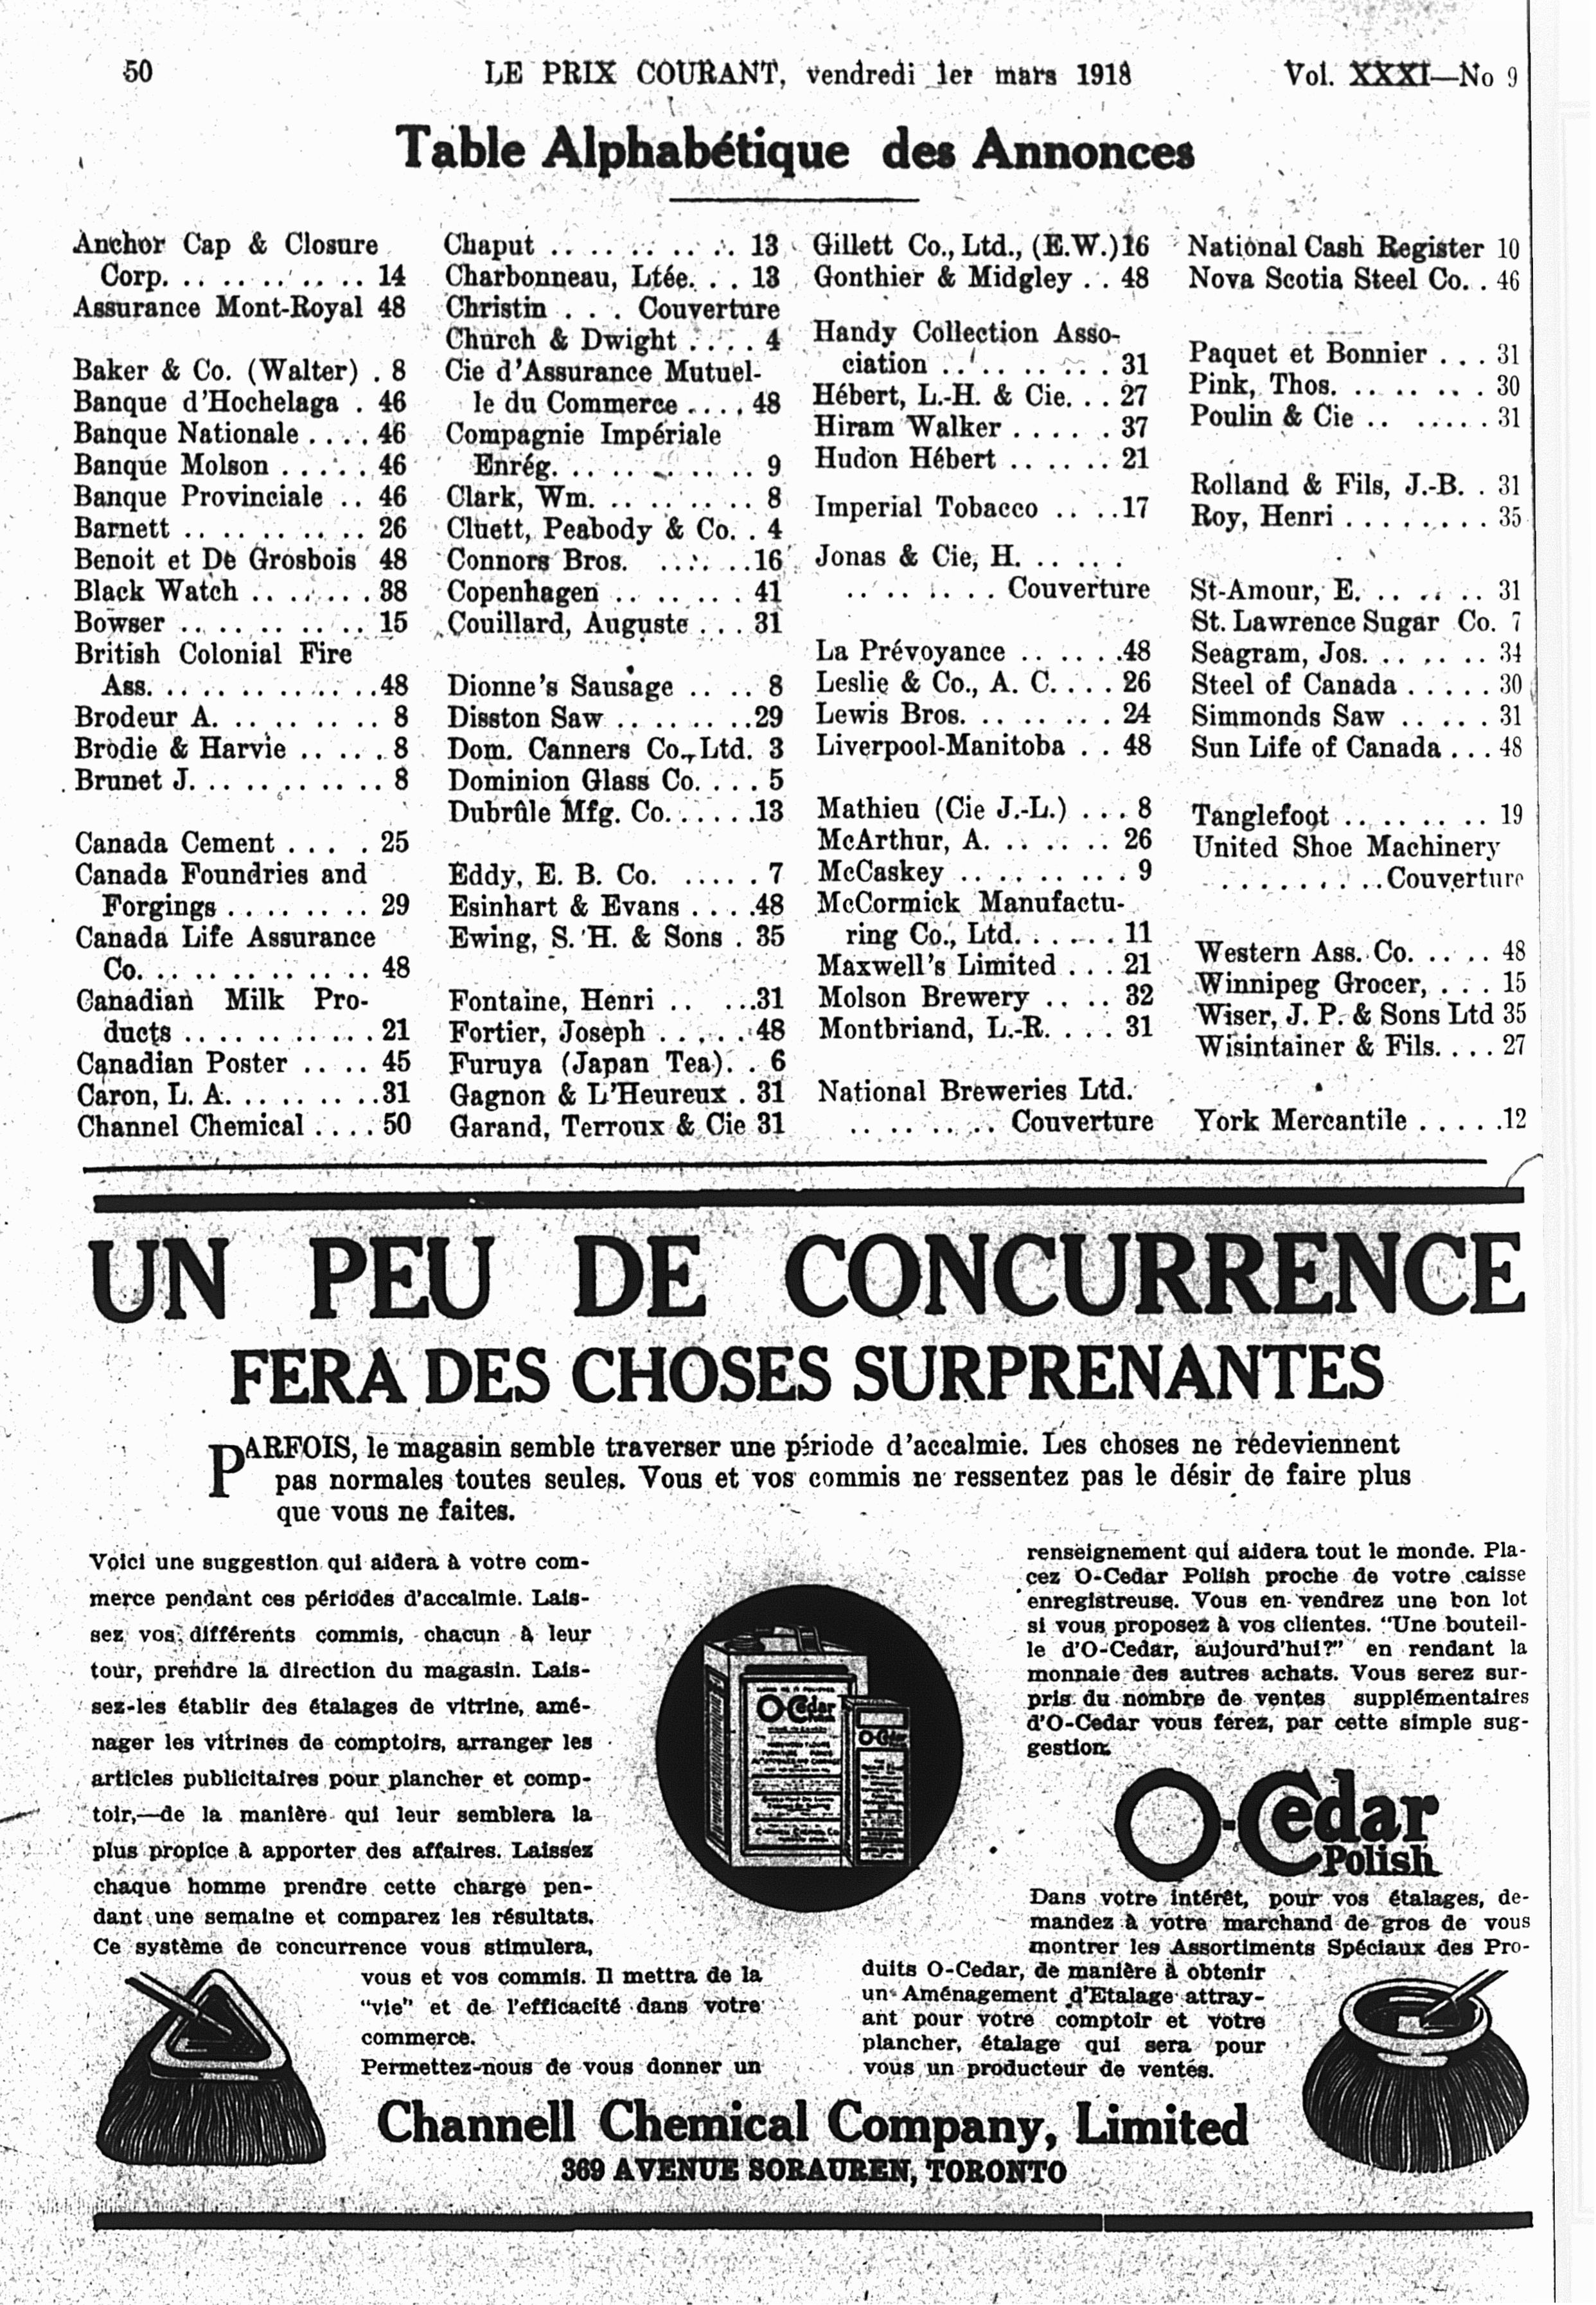 50 LE PRIX COURANT, vendredi 1er mars 1918 Vol. XXXI—No 9
Table Alphabétique des Annonces
Anchor Cap & Closure
Corp. . . . . . . . . . . 14
Assurance Mont-Royal 48
Baker & Co. (Walter) . 8
Banque d'Hochelaga . 46
Banque Nationale . . . . 46
Banque Molson . . . . . 46
Banque Provinciale . . 46
Barnett . . . . . . . . . . 26
Benoit et De Grosbois 48
Black Watch . . . . . . . 38
Bowser . . . . . . . . . . 15
British Colonial Fire
Ass. . . . . . . . . . . . . 48
Brodeur A. . . . . . . . . 8
Brodie & Harvie . . . . . 8
Brunet J. . . . . . . . . . 8
Canada Cement . . . . 25
Canada Foundries and
Forgings . . . . . . . . 29
Canada Life Assurance
Co. . . . . . . . . . . . 48
Canadian Milk Pro-
ducts . . . . . . . . . . . 21
Canadian Poster . . . . 45
Caron, L. A. . . . . . . . . 31
Channel Chemical . . . . 50
Chaput . . . . . . . . . . 13
Charbonneau, Ltée. . . 13
Christin . . . Couverture
Church & Dwight . . . . 4
Cie d'Assurance Mutuel-
le du Commerce . . . . 48
Compagnie Impériale
Enrég. . . . . . . . . . . 9
Clark, Wm. . . . . . . . . 8
Cluett, Peabody & Co. . 4
Connors Bros. . . . . . . 16
Copenhagen . . . . . . . 41
Couillard, Auguste . . . 31
Dionne's Sausage . . . . 8
Disston Saw . . . . . . . . 29
Dom. Canners Co., Ltd. 3
Dominion Glass Co. . . . 5
Dubrûle Mfg. Co. . . . . . 13
Eddy, E. B. Co. . . . . . 7
Esinhart & Evans . . . . 48
Ewing, S. H. & Sons . 35
Fontaine, Henri . . . . . 31
Fortier, Joseph . . . . . . 48
Furuya (Japan Tea). . 6
Gagnon & L'Heureux . 31
Garand, Terroux & Cie 31
Gillett Co., Ltd., (E.W.) 16
Gonthier & Midgley . . 48
Handy Collection Asso-
ciation . . . . . . . . . 31
Hébert, L.-H. & Cie. . . 27
Hiram Walker . . . . . 37
Hudon Hébert . . . . . . 21
Imperial Tobacco . . . . 17
Jonas & Cie, H. . . . . .
. . . . . . . . Couverture
La Prévoyance . . . . . . 48
Leslie & Co., A. C. . . . 26
Lewis Bros. . . . . . . . 24
Liverpool-Manitoba . . 48
Mathieu (Cie J.-L.) . . . 8
McArthur, A. . . . . . . 26
McCaskey . . . . . . . . . 9
McCormick Manufactu-
ring Co., Ltd. . . . . . 11
Maxwell's Limited . . . 21
Molson Brewery . . . . 32
Montbriand, L.-R. . . . 31
National Breweries Ltd.
. . . . . . . . . Couverture
National Cash Register 10
Nova Scotia Steel Co. . 46
Paquet et Bonnier . . . 31
Pink, Thos. . . . . . . . 30
Poulin & Cie . . . . . . . 31
Rolland & Fils, J.-B. . 31
Roy, Henri . . . . . . . . 35
St-Amour, E. . . . . . . 31
St. Lawrence Sugar Co. 7
Seagram, Jos. . . . . . . 34
Steel of Canada . . . . . 30
Simmonds Saw . . . . . 31
Sun Life of Canada . . . 48
Tanglefoot . . . . . . . . 19
United Shoe Machinery
. . . . . . . . . Couverture
Western Ass. Co. . . . . 48
Winnipeg Grocer, . . . 15
Wiser, J. P. & Sons Ltd 35
Wisintainer & Fils. . . . 27
York Mercantile . . . . . 12
UN PEU DE CONCURRENCE
FERA DES CHOSES SURPRENANTES
PARFOIS, le magasin semble traverser une période d'accalmie. Les choses ne redeviennent
pas normales toutes seules. Vous et vos commis ne ressentez pas le désir de faire plus
que vous ne faites.
Voici une suggestion qui aidera à votre com-
merce pendant ces périodes d'accalmie. Lais-
sez vos différents commis, chacun à leur
tour, prendre la direction du magasin. Lais-
sez-les établir des étalages de vitrine, amé-
nager les vitrines de comptoirs, arranger les
articles publicitaires pour plancher et comp-
toir,—de la manière qui leur semblera la
plus propice à apporter des affaires. Laissez
chaque homme prendre cette charge pen-
dant une semaine et comparez les résultats.
Ce système de concurrence vous stimulera,
vous et vos commis. Il mettra de la
"vie" et de l'efficacité dans votre
commerce.
Permettez-nous de vous donner un
O-Cedar
Polish
O-Cedar
renseignement qui aidera tout le monde. Pla-
cez O-Cedar Polish proche de votre caisse
enregistreuse. Vous en vendrez une bon lot
si vous proposez à vos clientes. "Une bouteil-
le d'O-Cedar, aujourd'hui?" en rendant la
monnaie des autres achats. Vous serez sur-
pris du nombre de ventes supplémentaires
d'O-Cedar vous ferez, par cette simple sug-
gestion.
O-Cedar
Polish
Dans votre intérêt, pour vos étalages, de-
mandez à votre marchand de gros de vous
montrer les Assortiments Spéciaux des Pro-
duits O-Cedar, de manière à obtenir
un Aménagement d'Etalage attray-
ant pour votre comptoir et votre
plancher, étalage qui sera pour
vous un producteur de ventes.
Channell Chemical Company, Limited
369 AVENUE SORAUREN, TORONTO